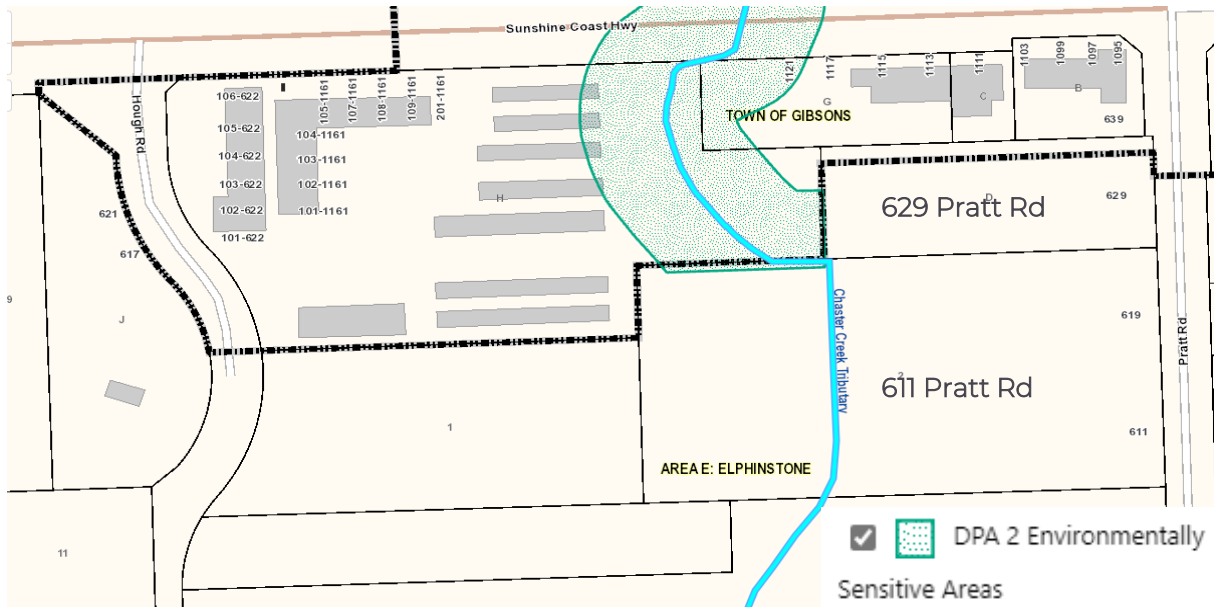 Sunshine Coast Hwy
Hough Rd
106-622
105-622
104-622
103-622
102-622
101-622
105-1161
107-1161
108-1161
109-1161
201-1161
104-1161
103-1161
102-1161
101-1161
H
1121
1117
1115
1113
1111
1103
1099
1097
1095
G
C
B
TOWN OF GIBSONS
639
629
D
629 Pratt Rd
621
617
9
J
619
Chaster Creek Tributary
Pratt Rd
2
611 Pratt Rd
1
611
AREA E: ELPHINSTONE
11
DPA 2 Environmentally
Sensitive Areas